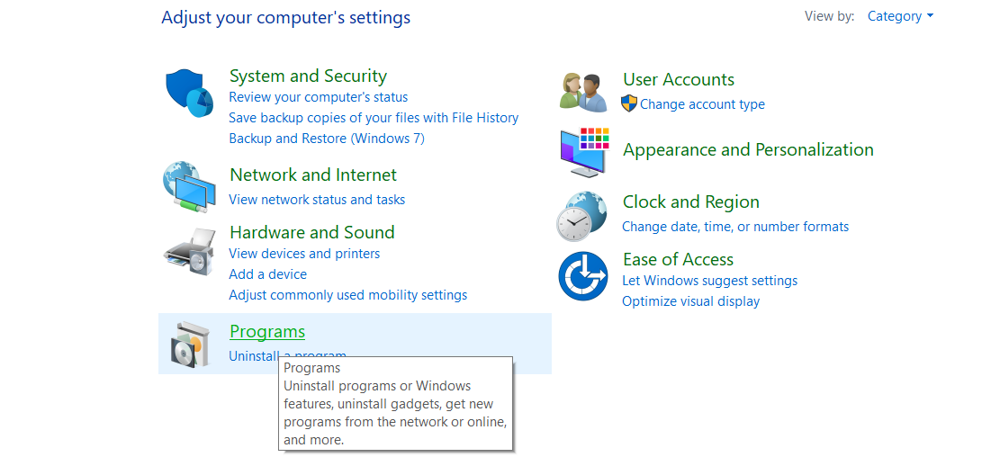 Adjust your computer's settings
View by: Category
System and Security
Review your computer's status
Save backup copies of your files with File History
Backup and Restore (Windows 7)
Network and Internet
View network status and tasks
Hardware and Sound
View devices and printers
Add a device
Adjust commonly used mobility settings
Programs
Uninstall a program
Programs
Uninstall programs or Windows
features, uninstall gadgets, get new
programs from the network or online,
and more.
User Accounts
Change account type
Appearance and Personalization
Clock and Region
Change date, time, or number formats
Ease of Access
Let Windows suggest settings
Optimize visual display